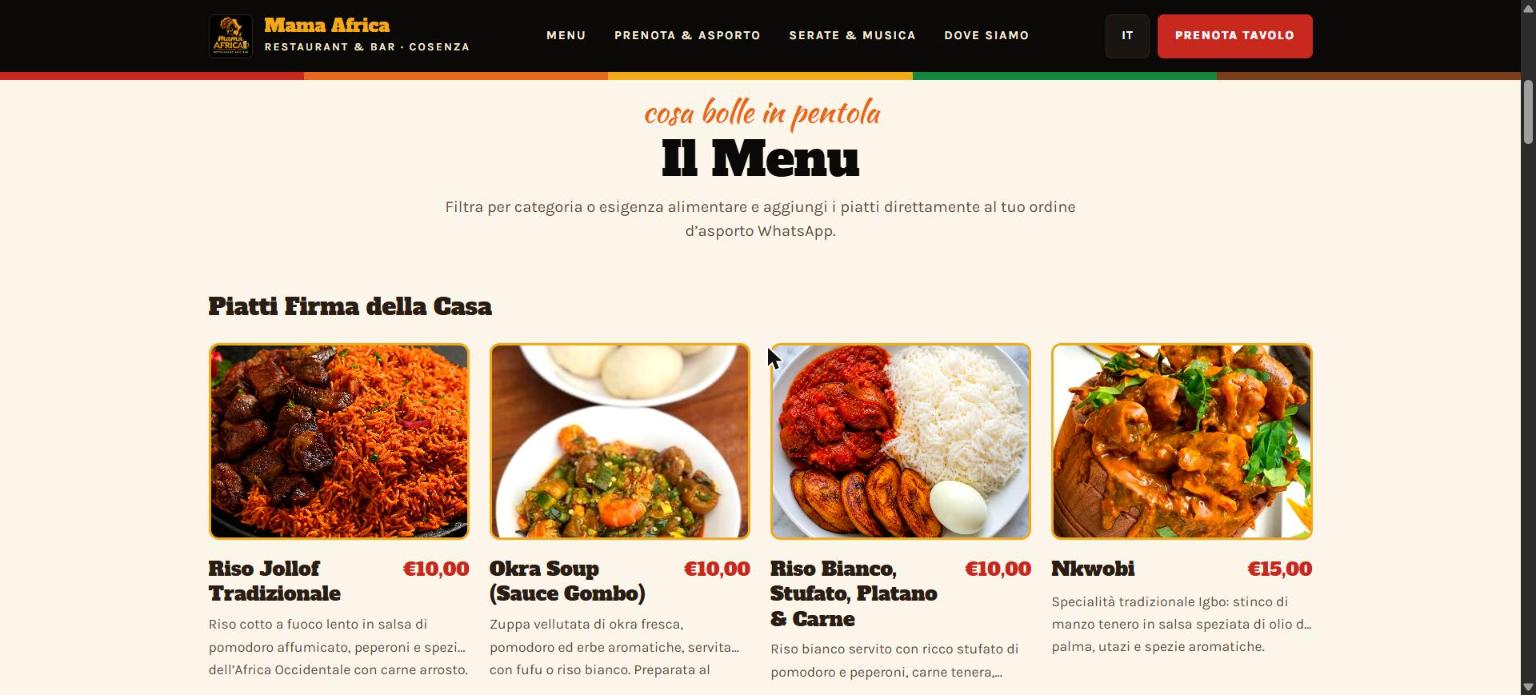 Mama
AFRICA
Mama Africa
RESTAURANT & BAR · COSENZA
MENU
PRENOTA & ASPORTO
SERATE & MUSICA
DOVE SIAMO
IT
PRENOTA TAVOLO
cosa bolle in pentola
Il Menu
Filtra per categoria o esigenza alimentare e aggiungi i piatti direttamente al tuo ordine
d’asporto WhatsApp.
Piatti Firma della Casa
Riso Jollof
Tradizionale
€10,00
Riso cotto a fuoco lento in salsa di
pomodoro affumicato, peperoni e spezi…
dell’Africa Occidentale con carne arrosto.
Okra Soup
(Sauce Gombo)
€10,00
Zuppa vellutata di okra fresca,
pomodoro ed erbe aromatiche, servita…
con fufu o riso bianco. Preparata al
Riso Bianco,
Stufato, Platano
& Carne
€10,00
Riso bianco servito con ricco stufato di
pomodoro e peperoni, carne tenera,…
Nkwobi
€15,00
Specialità tradizionale Igbo: stinco di
manzo tenero in salsa speziata di olio d…
palma, utazi e spezie aromatiche.